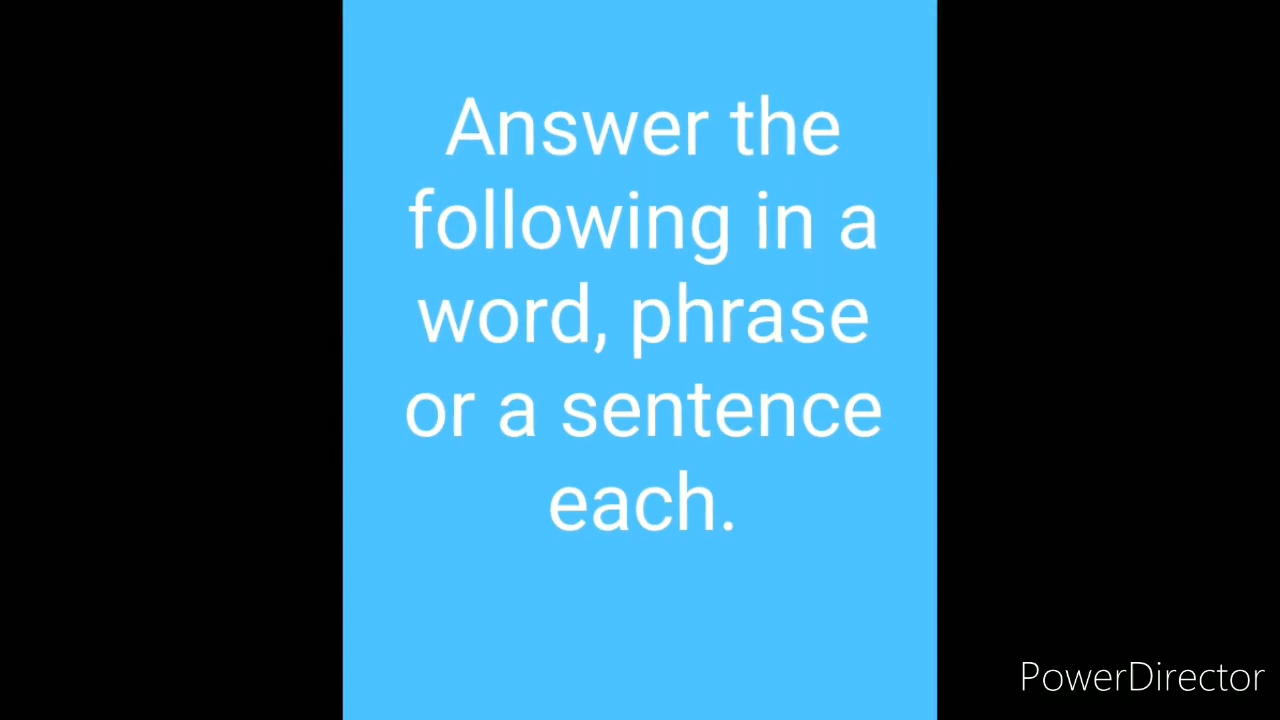 Answer the
following in a
word, phrase
or a sentence
each.
PowerDirector